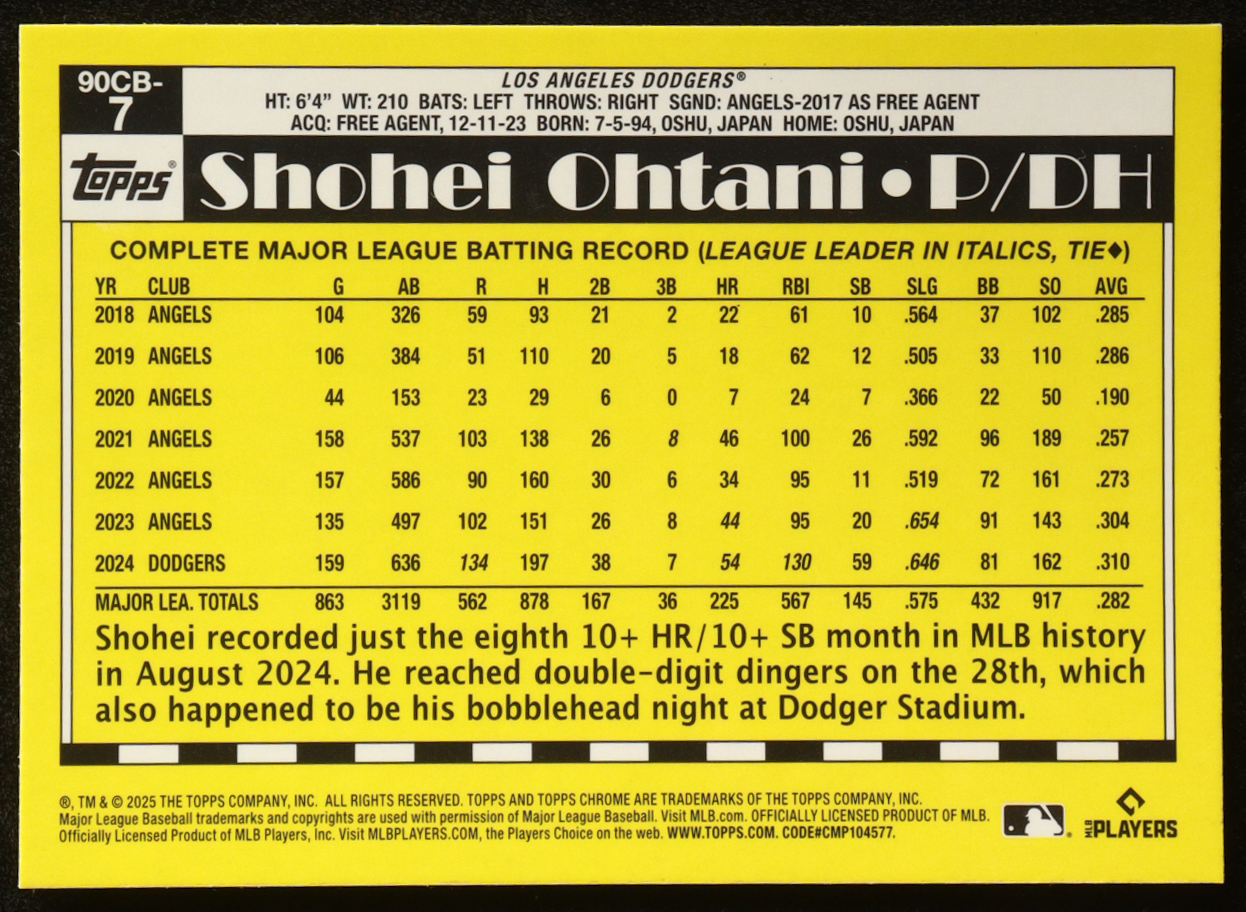 90CB-
7
LOS ANGELES DODGERS®
HT: 6'4" WT: 210 BATS: LEFT THROWS: RIGHT SGND: ANGELS-2017 AS FREE AGENT
ACQ: FREE AGENT, 12-11-23 BORN: 7-5-94, OSHU, JAPAN HOME: OSHU, JAPAN
Topps®
Shohei Ohtani • P/DH
COMPLETE MAJOR LEAGUE BATTING RECORD (LEAGUE LEADER IN ITALICS, TIE♦)
YR CLUB G AB R H 2B 3B HR RBI SB SLG BB SO AVG
2018 ANGELS 104 326 59 93 21 2 22 61 10 .564 37 102 .285
2019 ANGELS 106 384 51 110 20 5 18 62 12 .505 33 110 .286
2020 ANGELS 44 153 23 29 6 0 7 24 7 .366 22 50 .190
2021 ANGELS 158 537 103 138 26 8 46 100 26 .592 96 189 .257
2022 ANGELS 157 586 90 160 30 6 34 95 11 .519 72 161 .273
2023 ANGELS 135 497 102 151 26 8 44 95 20 .654 91 143 .304
2024 DODGERS 159 636 134 197 38 7 54 130 59 .646 81 162 .310
MAJOR LEA. TOTALS 863 3119 562 878 167 36 225 567 145 .575 432 917 .282
Shohei recorded just the eighth 10+ HR/10+ SB month in MLB history
in August 2024. He reached double-digit dingers on the 28th, which
also happened to be his bobblehead night at Dodger Stadium.
®, TM & © 2025 THE TOPPS COMPANY, INC. ALL RIGHTS RESERVED. TOPPS AND TOPPS CHROME ARE TRADEMARKS OF THE TOPPS COMPANY, INC.
Major League Baseball trademarks and copyrights are used with permission of Major League Baseball. Visit MLB.com. OFFICIALLY LICENSED PRODUCT OF MLB.
Officially Licensed Product of MLB Players, Inc. Visit MLBPLAYERS.COM, the Players Choice on the web. WWW.TOPPS.COM. CODE#CMP104577.
MLB PLAYERS